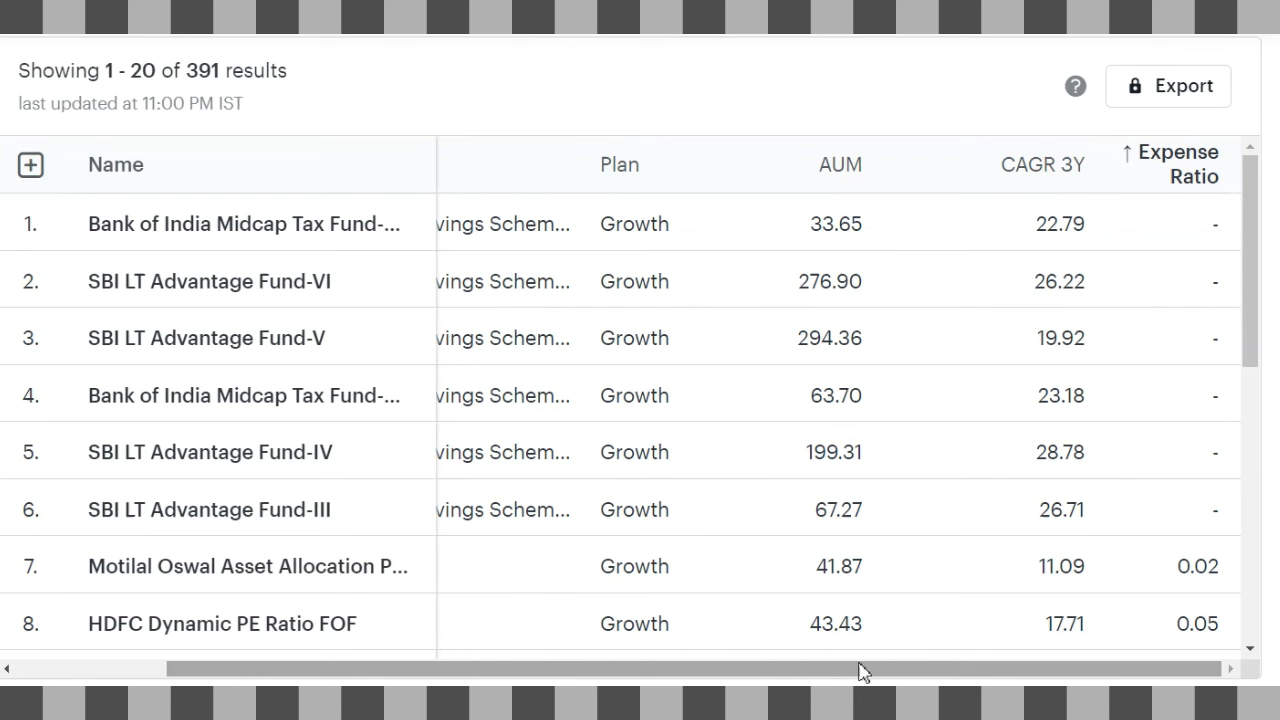 Showing 1 - 20 of 391 results
last updated at 11:00 PM IST
? Export
Name Plan AUM CAGR 3Y ↑ Expense Ratio
1. Bank of India Midcap Tax Fund-... vings Schem... Growth 33.65 22.79 -
2. SBI LT Advantage Fund-VI vings Schem... Growth 276.90 26.22 -
3. SBI LT Advantage Fund-V vings Schem... Growth 294.36 19.92 -
4. Bank of India Midcap Tax Fund-... vings Schem... Growth 63.70 23.18 -
5. SBI LT Advantage Fund-IV vings Schem... Growth 199.31 28.78 -
6. SBI LT Advantage Fund-III vings Schem... Growth 67.27 26.71 -
7. Motilal Oswal Asset Allocation P... Growth 41.87 11.09 0.02
8. HDFC Dynamic PE Ratio FOF Growth 43.43 17.71 0.05